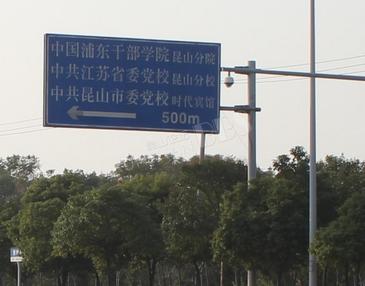 中国浦东干部学院 昆山分院
中共江苏省委党校 昆山分校
中共昆山市委党校 时代宾馆
500m